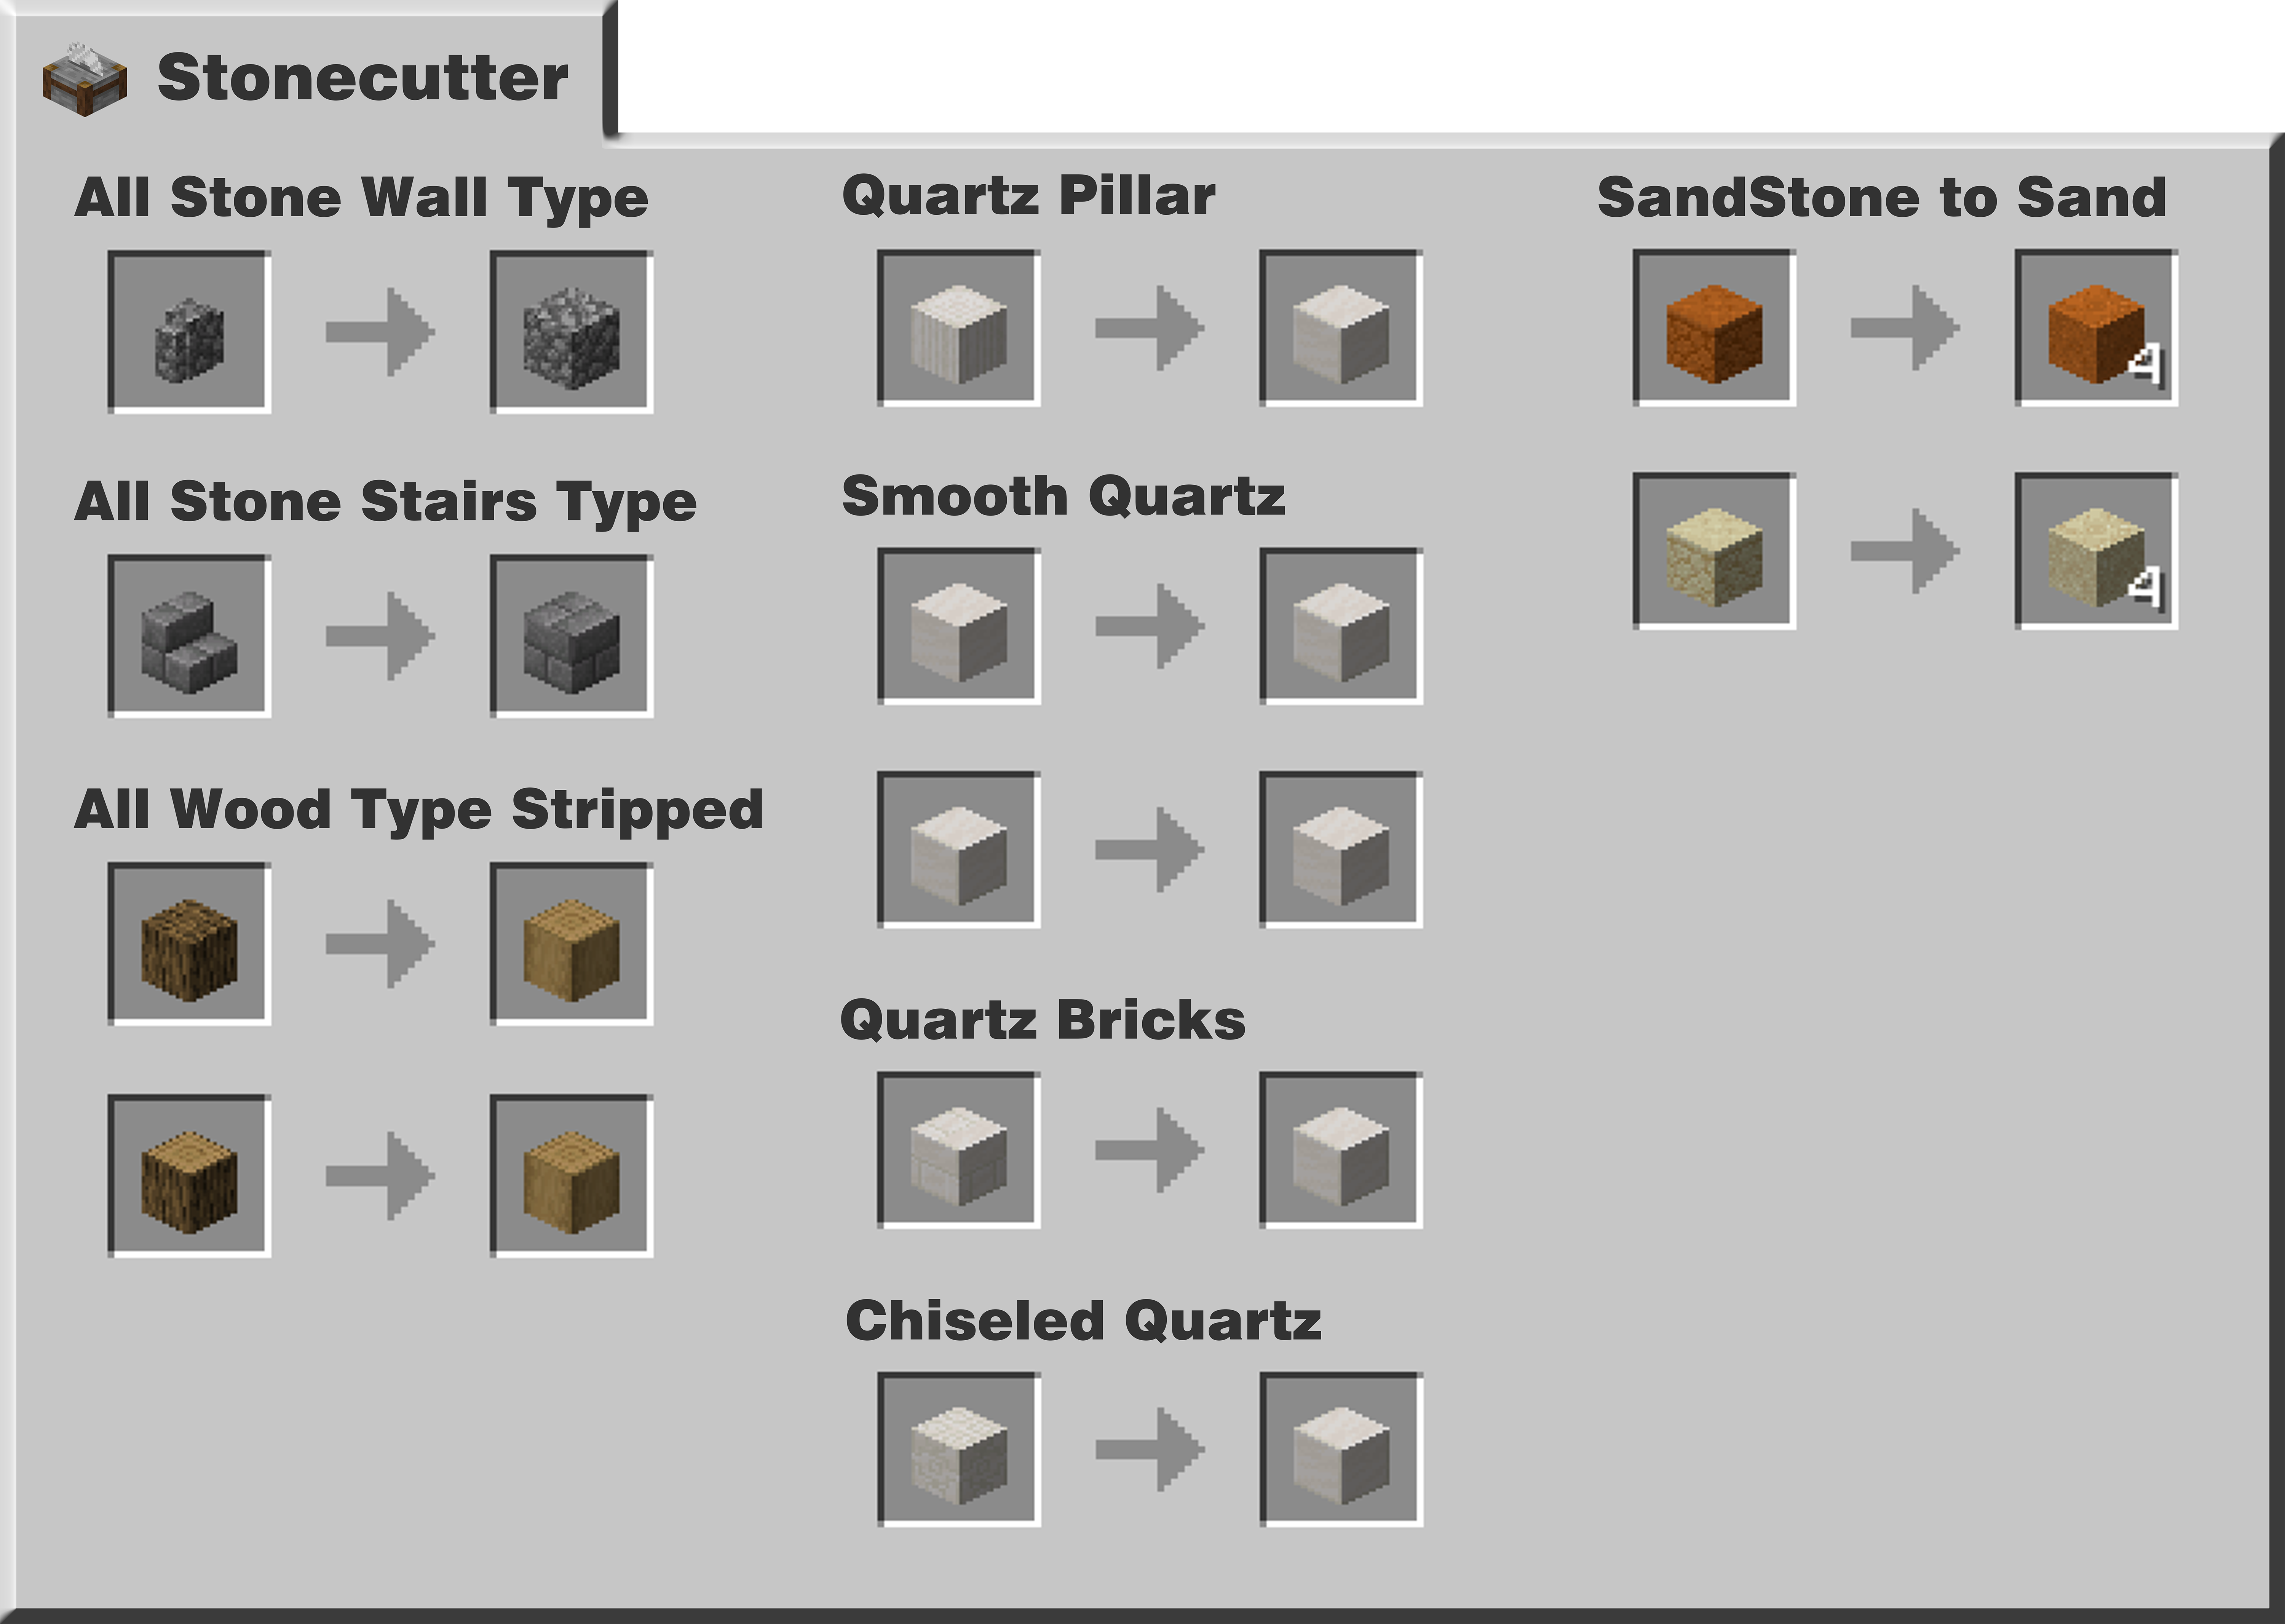 Stonecutter
All Stone Wall Type
All Stone Stairs Type
All Wood Type Stripped
Quartz Pillar
Smooth Quartz
Quartz Bricks
Chiseled Quartz
SandStone to Sand
4
4